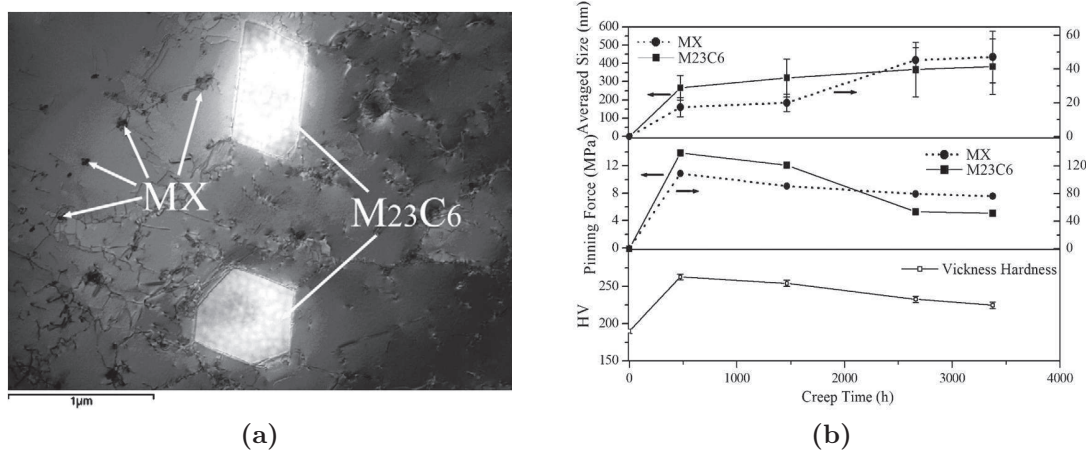 MX
M23C6
1μm
(a)
Averaged Size (nm)
600
500
400
300
200
100
0
MX
M23C6
60
40
20
0
Pinning Force (MPa)
12
8
4
0
MX
M23C6
120
80
40
0
HV
250
200
150
Vickness Hardness
0
1000
2000
3000
4000
Creep Time (h)
(b)